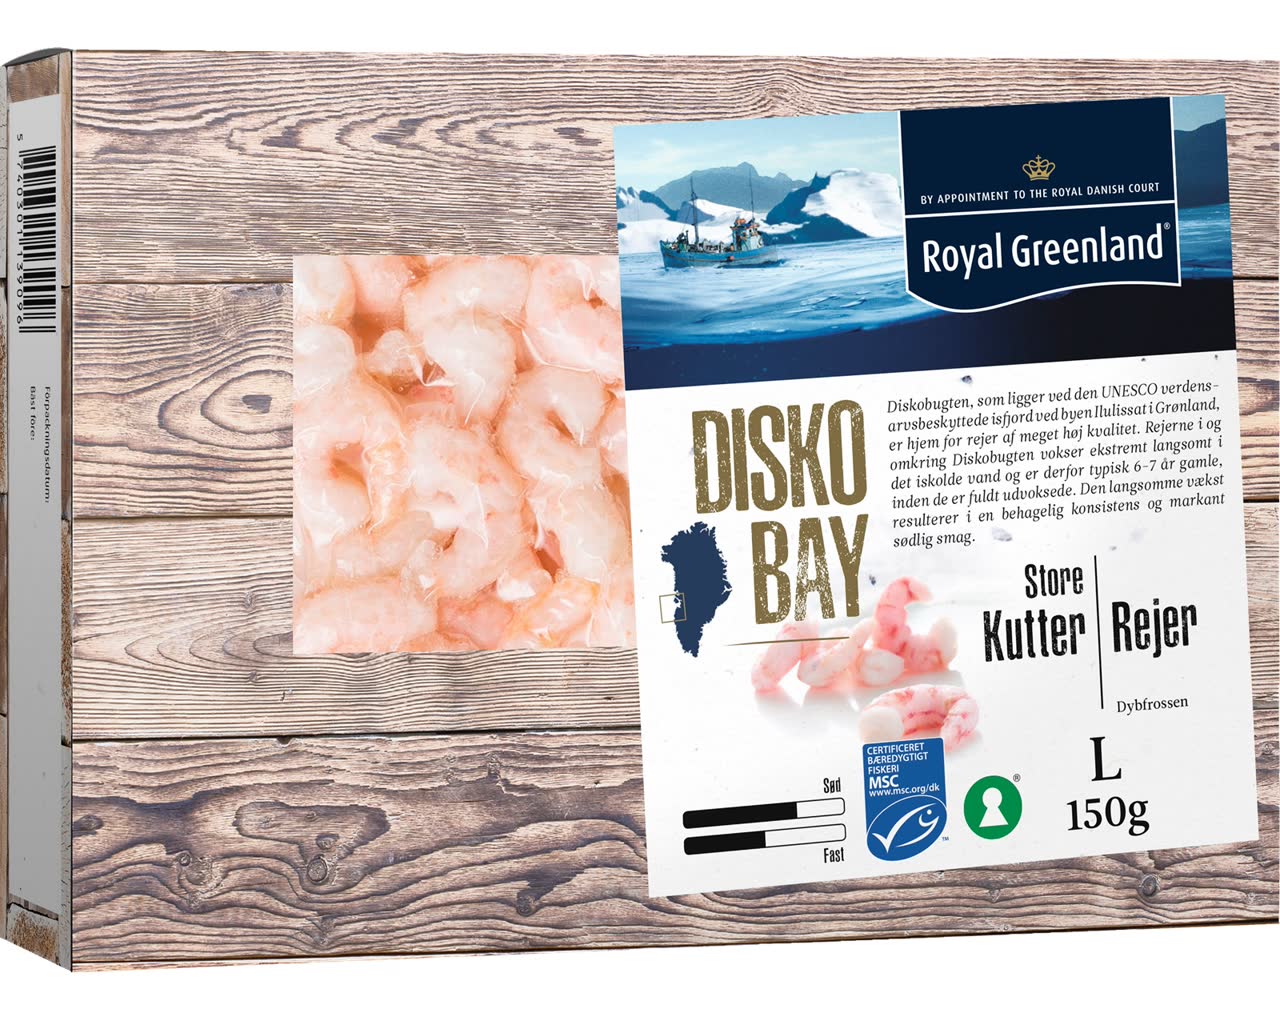 BY APPOINTMENT TO THE ROYAL DANISH COURT
Royal Greenland®
DISKO
BAY
Diskobugten, som ligger ved den UNESCO verdens-
arvsbeskyttede isfjord ved byen Ilulissat i Grønland,
er hjem for rejer af meget høj kvalitet. Rejerne i og
omkring Diskobugten vokser ekstremt langsomt i
det iskolde vand og er derfor typisk 6-7 år gamle,
inden de er fuldt udvoksede. Den langsomme vækst
resulterer i en behagelig konsistens og markant
sødlig smag.
Store
Kutter
Rejer
Dybfrossen
L
150g
Sød
Fast
CERTIFICERET
BÆREDYGTIGT
FISKERI
MSC
www.msc.org/dk
™
®
5 740301 139096
Förpackningsdatum:
Bäst före: